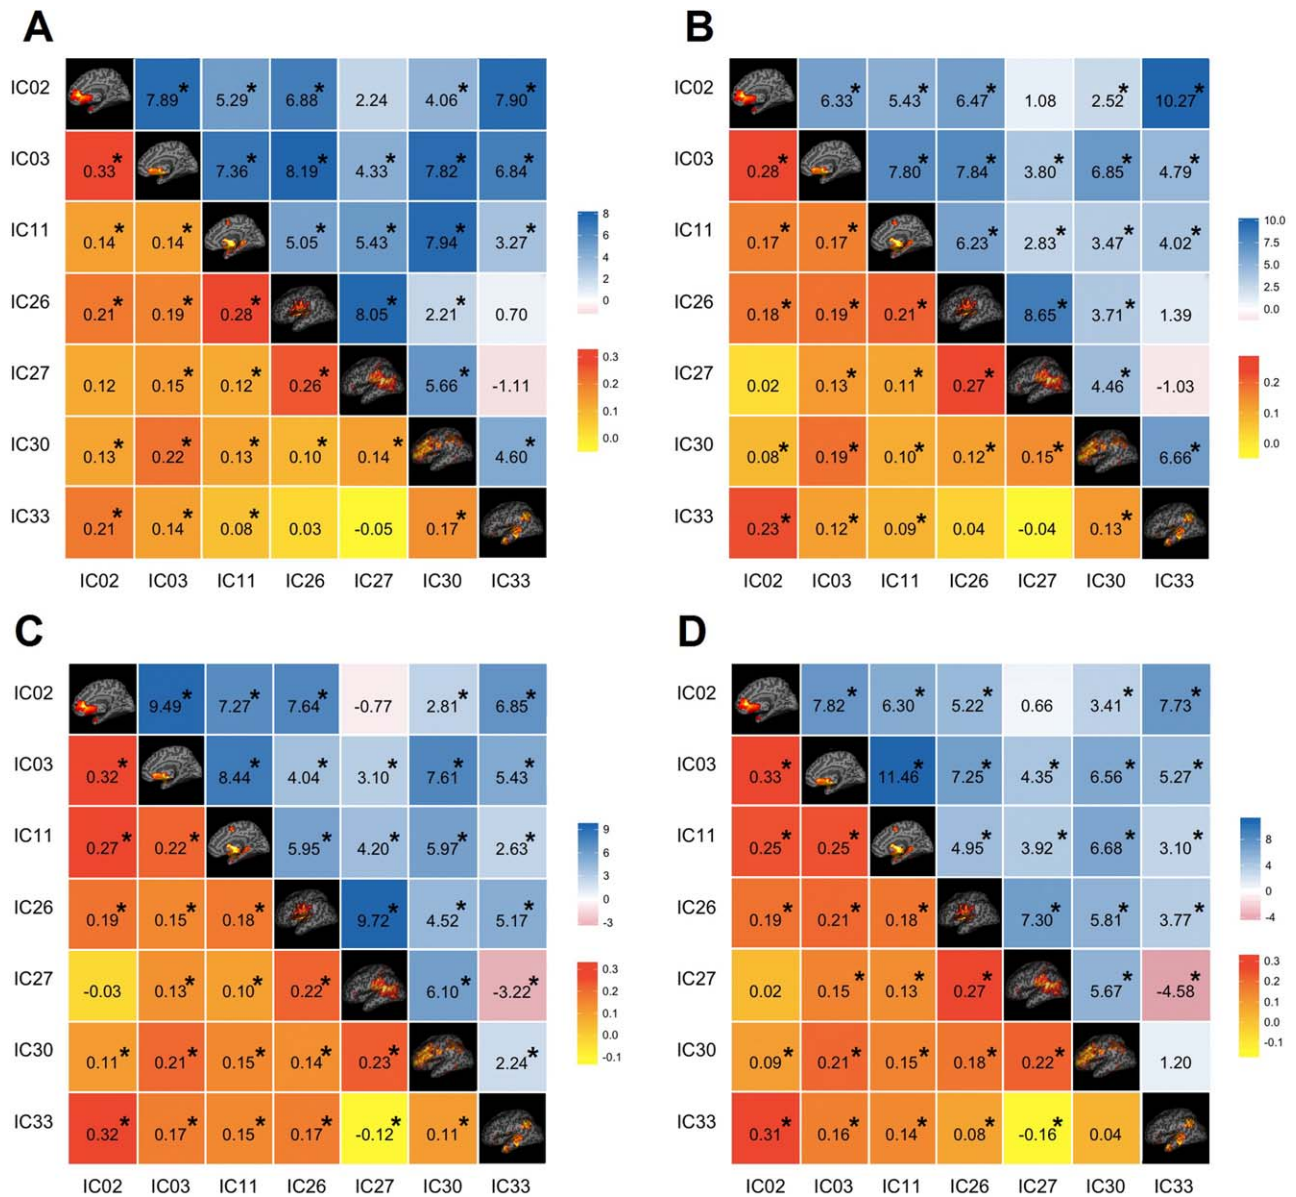 A
IC02 7.89* 5.29* 6.88* 2.24 4.06* 7.90*
IC03 0.33* 7.36* 8.19* 4.33* 7.82* 6.84*
IC11 0.14* 0.14* 5.05* 5.43* 7.94* 3.27*
IC26 0.21* 0.19* 0.28* 8.05* 2.21* 0.70
IC27 0.12 0.15* 0.12* 0.26* 5.66* -1.11
IC30 0.13* 0.22* 0.13* 0.10* 0.14* 4.60*
IC33 0.21* 0.14* 0.08* 0.03 -0.05 0.17*
IC02 IC03 IC11 IC26 IC27 IC30 IC33
8
6
4
2
0
0.3
0.2
0.1
0.0
B
IC02 6.33* 5.43* 6.47* 1.08 2.52* 10.27*
IC03 0.28* 7.80* 7.84* 3.80* 6.85* 4.79*
IC11 0.17* 0.17* 6.23* 2.83* 3.47* 4.02*
IC26 0.18* 0.19* 0.21* 8.65* 3.71* 1.39
IC27 0.02 0.13* 0.11* 0.27* 4.46* -1.03
IC30 0.08* 0.19* 0.10* 0.12* 0.15* 6.66*
IC33 0.23* 0.12* 0.09* 0.04 -0.04 0.13*
IC02 IC03 IC11 IC26 IC27 IC30 IC33
10.0
7.5
5.0
2.5
0.0
0.2
0.1
0.0
C
IC02 9.49* 7.27* 7.64* -0.77 2.81* 6.85*
IC03 0.32* 8.44* 4.04* 3.10* 7.61* 5.43*
IC11 0.27* 0.22* 5.95* 4.20* 5.97* 2.63*
IC26 0.19* 0.15* 0.18* 9.72* 4.52* 5.17*
IC27 -0.03 0.13* 0.10* 0.22* 6.10* -3.22*
IC30 0.11* 0.21* 0.15* 0.14* 0.23* 2.24*
IC33 0.32* 0.17* 0.15* 0.17* -0.12* 0.11*
IC02 IC03 IC11 IC26 IC27 IC30 IC33
9
6
3
0
-3
0.3
0.2
0.1
0.0
-0.1
D
IC02 7.82* 6.30* 5.22* 0.66 3.41* 7.73*
IC03 0.33* 11.46* 7.25* 4.35* 6.56* 5.27*
IC11 0.25* 0.25* 4.95* 3.92* 6.68* 3.10*
IC26 0.19* 0.21* 0.18* 7.30* 5.81* 3.77*
IC27 0.02 0.15* 0.13* 0.27* 5.67* -4.58*
IC30 0.09* 0.21* 0.15* 0.18* 0.22* 1.20
IC33 0.31* 0.16* 0.14* 0.08* -0.16* 0.04
IC02 IC03 IC11 IC26 IC27 IC30 IC33
8
4
0
-4
0.3
0.2
0.1
0.0
-0.1